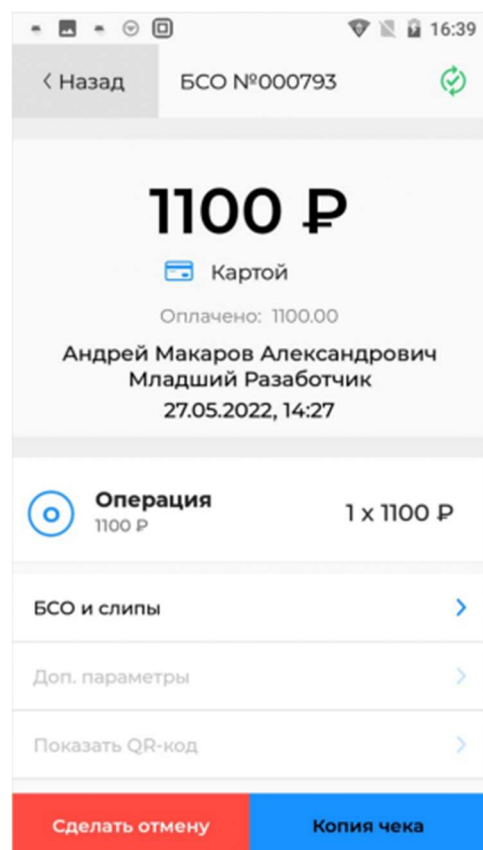 16:39
< Назад
БСО №000793
1100 ₽
Картой
Оплачено: 1100.00
Андрей Макаров Александрович
Младший Разаботчик
27.05.2022, 14:27
О
Операция
1 x 1100 ₽
1100 ₽
БСО и слипы
Доп. параметры
Показать QR-код
Сделать отмену
Копия чека